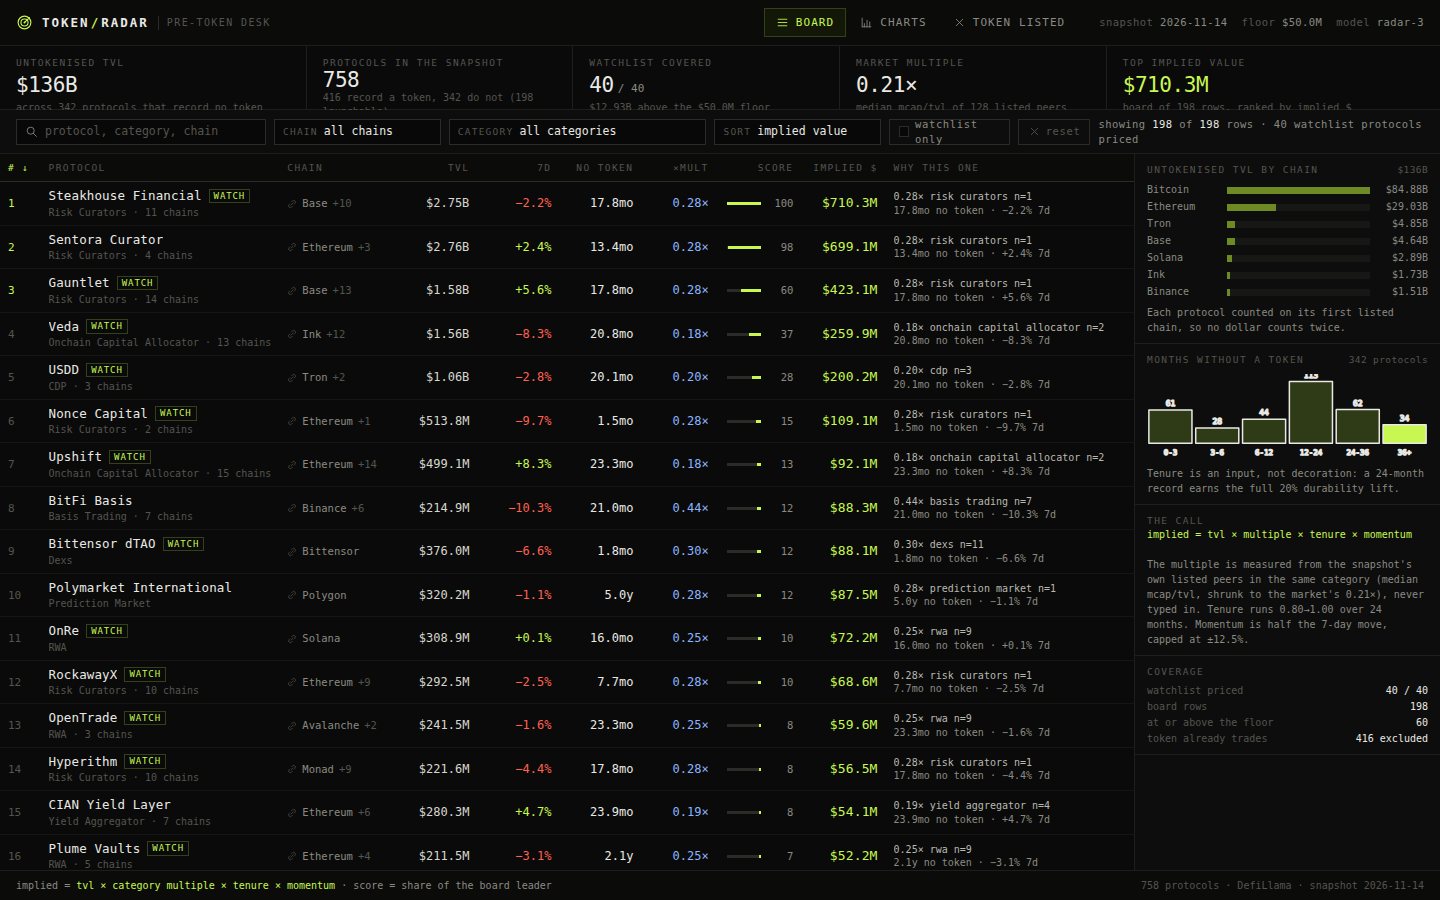 TOKEN/RADAR PRE-TOKEN DESK BOARD CHARTS TOKEN LISTED snapshot 2026-11-14 floor $50.0M model radar-3
UNTOKENISED TVL
$136B
across 342 protocols that record no token
PROTOCOLS IN THE SNAPSHOT
758
416 record a token, 342 do not (198
WATCHLIST COVERED
40 / 40
$12.93B above the $50.0M floor
MARKET MULTIPLE
0.21×
median mcap/tvl of 128 listed peers
TOP IMPLIED VALUE
$710.3M
board of 198 rows, ranked by implied $
protocol, category, chain CHAIN all chains CATEGORY all categories SORT implied value watchlist only reset showing 198 of 198 rows · 40 watchlist protocols priced
# ↓ PROTOCOL CHAIN TVL 7D NO TOKEN ×MULT SCORE IMPLIED $ WHY THIS ONE
1 Steakhouse Financial WATCH Base +10 $2.75B −2.2% 17.8mo 0.28× 100 $710.3M 0.28× risk curators n=1
Risk Curators · 11 chains 17.8mo no token · −2.2% 7d
2 Sentora Curator Ethereum +3 $2.76B +2.4% 13.4mo 0.28× 98 $699.1M 0.28× risk curators n=1
Risk Curators · 4 chains 13.4mo no token · +2.4% 7d
3 Gauntlet WATCH Base +13 $1.58B +5.6% 17.8mo 0.28× 60 $423.1M 0.28× risk curators n=1
Risk Curators · 14 chains 17.8mo no token · +5.6% 7d
4 Veda WATCH Ink +12 $1.56B −8.3% 20.8mo 0.18× 37 $259.9M 0.18× onchain capital allocator n=2
Onchain Capital Allocator · 13 chains 20.8mo no token · −8.3% 7d
5 USDD WATCH Tron +2 $1.06B −2.8% 20.1mo 0.20× 28 $200.2M 0.20× cdp n=3
CDP · 3 chains 20.1mo no token · −2.8% 7d
6 Nonce Capital WATCH Ethereum +1 $513.8M −9.7% 1.5mo 0.28× 15 $109.1M 0.28× risk curators n=1
Risk Curators · 2 chains 1.5mo no token · −9.7% 7d
7 Upshift WATCH Ethereum +14 $499.1M +8.3% 23.3mo 0.18× 13 $92.1M 0.18× onchain capital allocator n=2
Onchain Capital Allocator · 15 chains 23.3mo no token · +8.3% 7d
8 BitFi Basis Binance +6 $214.9M −10.3% 21.0mo 0.44× 12 $88.3M 0.44× basis trading n=7
Basis Trading · 7 chains 21.0mo no token · −10.3% 7d
9 Bittensor dTAO WATCH Bittensor $376.0M −6.6% 1.8mo 0.30× 12 $88.1M 0.30× dexs n=11
Dexs 1.8mo no token · −6.6% 7d
10 Polymarket International Polygon $320.2M −1.1% 5.0y 0.28× 12 $87.5M 0.28× prediction market n=1
Prediction Market 5.0y no token · −1.1% 7d
11 OnRe WATCH Solana $308.9M +0.1% 16.0mo 0.25× 10 $72.2M 0.25× rwa n=9
RWA 16.0mo no token · +0.1% 7d
12 RockawayX WATCH Ethereum +9 $292.5M −2.5% 7.7mo 0.28× 10 $68.6M 0.28× risk curators n=1
Risk Curators · 10 chains 7.7mo no token · −2.5% 7d
13 OpenTrade WATCH Avalanche +2 $241.5M −1.6% 23.3mo 0.25× 8 $59.6M 0.25× rwa n=9
RWA · 3 chains 23.3mo no token · −1.6% 7d
14 Hyperithm WATCH Monad +9 $221.6M −4.4% 17.8mo 0.28× 8 $56.5M 0.28× risk curators n=1
Risk Curators · 10 chains 17.8mo no token · −4.4% 7d
15 CIAN Yield Layer Ethereum +6 $280.3M +4.7% 23.9mo 0.19× 8 $54.1M 0.19× yield aggregator n=4
Yield Aggregator · 7 chains 23.9mo no token · +4.7% 7d
16 Plume Vaults WATCH Ethereum +4 $211.5M −3.1% 2.1y 0.25× 7 $52.2M 0.25× rwa n=9
RWA · 5 chains 2.1y no token · −3.1% 7d
UNTOKENISED TVL BY CHAIN $136B
Bitcoin $84.88B
Ethereum $29.03B
Tron $4.85B
Base $4.64B
Solana $2.89B
Ink $1.73B
Binance $1.51B
Each protocol counted on its first listed
chain, so no dollar counts twice.
MONTHS WITHOUT A TOKEN 342 protocols
61 28 44 113 62 34
0-3 3-6 6-12 12-24 24-36 36+
Tenure is an input, not decoration: a 24-month
record earns the full 20% durability lift.
THE CALL
implied = tvl × multiple × tenure × momentum
The multiple is measured from the snapshot's
own listed peers in the same category (median
mcap/tvl, shrunk to the market's 0.21×), never
typed in. Tenure runs 0.80→1.00 over 24
months. Momentum is half the 7-day move,
capped at ±12.5%.
COVERAGE
watchlist priced 40 / 40
board rows 198
at or above the floor 60
token already trades 416 excluded
implied = tvl × category multiple × tenure × momentum · score = share of the board leader 758 protocols · DefiLlama · snapshot 2026-11-14